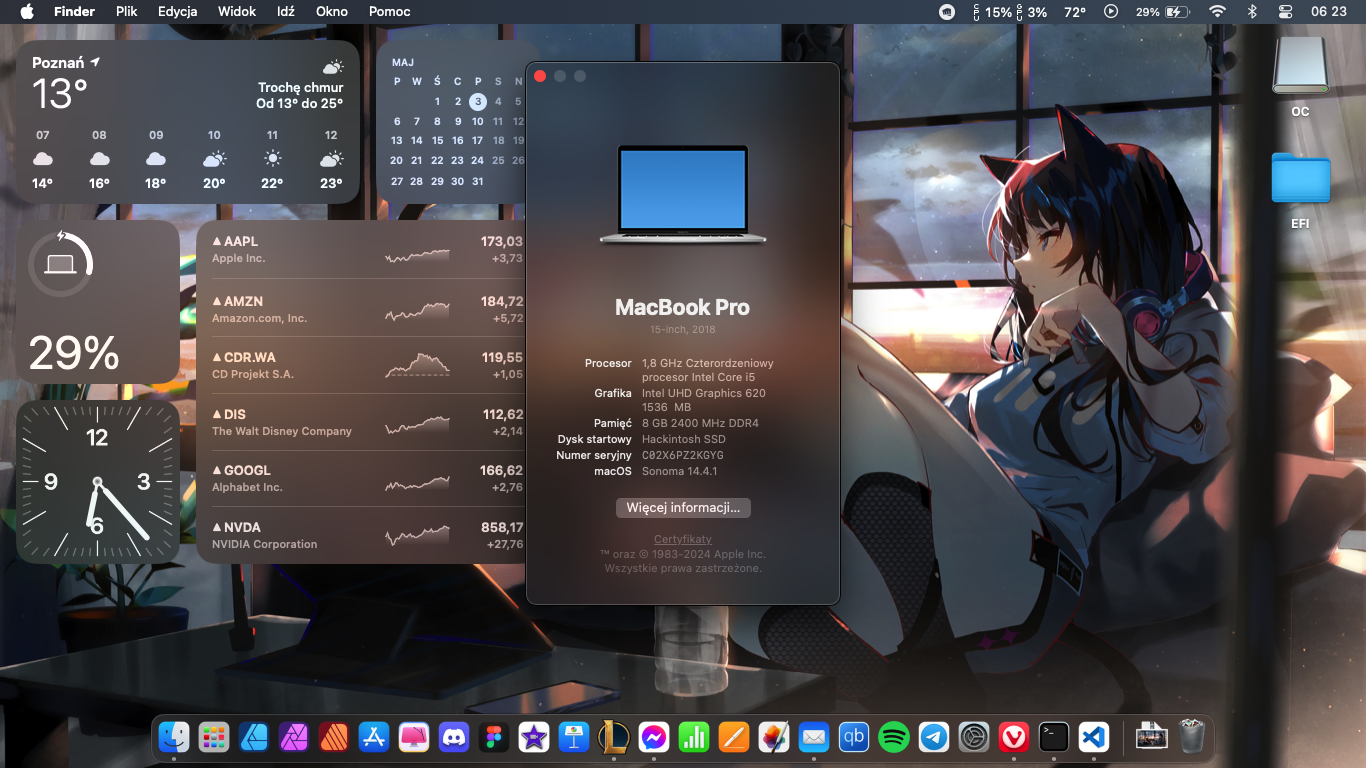 Finder Plik Edycja Widok Idź Okno Pomoc
CPU 15% GPU 3% 72° 29% 06 23
Poznań
13°
Trochę chmur
Od 13° do 25°
07 08 09 10 11 12
14° 16° 18° 20° 22° 23°
MAJ
P W Ś C P S N
1 2 3 4 5
6 7 8 9 10 11 12
13 14 15 16 17 18 19
20 21 22 23 24 25 26
27 28 29 30 31
29%
12
9 3
6
AAPL 173,03
Apple Inc. +3,73
AMZN 184,72
Amazon.com, Inc. +5,72
CDR.WA 119,55
CD Projekt S.A. +1,05
DIS 112,62
The Walt Disney Company +2,14
GOOGL 166,62
Alphabet Inc. +2,76
NVDA 858,17
NVIDIA Corporation +27,76
MacBook Pro
15-inch, 2018
Procesor 1,8 GHz Czterordzeniowy
procesor Intel Core i5
Grafika Intel UHD Graphics 620
1536 MB
Pamięć 8 GB 2400 MHz DDR4
Dysk startowy Hackintosh SSD
Numer seryjny C02X6PZ2KGYG
macOS Sonoma 14.4.1
Więcej informacji...
Certyfikaty
™ oraz © 1983-2024 Apple Inc.
Wszystkie prawa zastrzeżone.
OC
EFI
qb